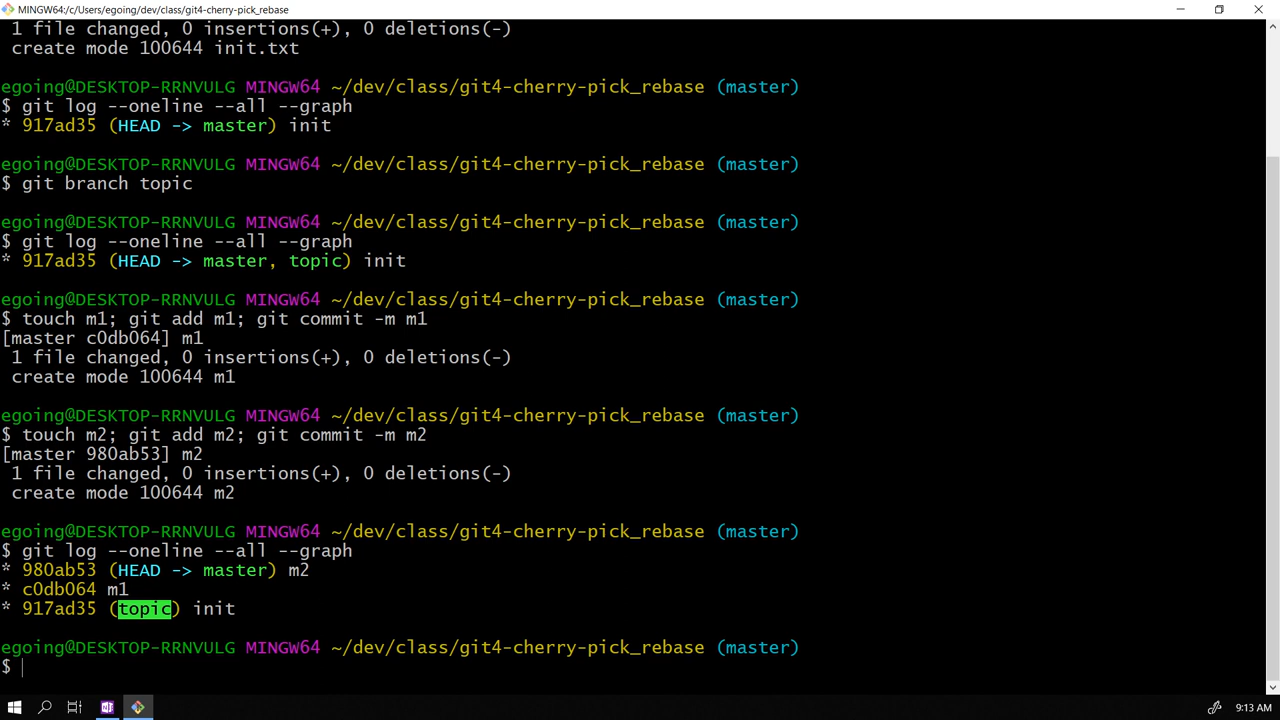 MINGW64:/c/Users/egoing/dev/class/git4-cherry-pick_rebase
1 file changed, 0 insertions(+), 0 deletions(-)
create mode 100644 init.txt
egoing@DESKTOP-RRNVULG MINGW64 ~/dev/class/git4-cherry-pick_rebase (master)
$ git log --oneline --all --graph
* 917ad35 (HEAD -> master) init
egoing@DESKTOP-RRNVULG MINGW64 ~/dev/class/git4-cherry-pick_rebase (master)
$ git branch topic
egoing@DESKTOP-RRNVULG MINGW64 ~/dev/class/git4-cherry-pick_rebase (master)
$ git log --oneline --all --graph
* 917ad35 (HEAD -> master, topic) init
egoing@DESKTOP-RRNVULG MINGW64 ~/dev/class/git4-cherry-pick_rebase (master)
$ touch m1; git add m1; git commit -m m1
[master c0db064] m1
1 file changed, 0 insertions(+), 0 deletions(-)
create mode 100644 m1
egoing@DESKTOP-RRNVULG MINGW64 ~/dev/class/git4-cherry-pick_rebase (master)
$ touch m2; git add m2; git commit -m m2
[master 980ab53] m2
1 file changed, 0 insertions(+), 0 deletions(-)
create mode 100644 m2
egoing@DESKTOP-RRNVULG MINGW64 ~/dev/class/git4-cherry-pick_rebase (master)
$ git log --oneline --all --graph
* 980ab53 (HEAD -> master) m2
* c0db064 m1
* 917ad35 (topic) init
egoing@DESKTOP-RRNVULG MINGW64 ~/dev/class/git4-cherry-pick_rebase (master)
$
9:13 AM